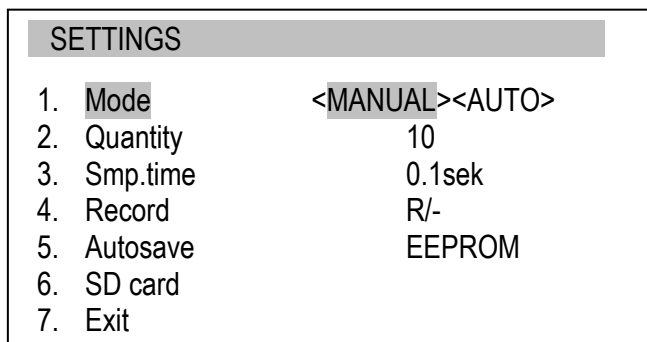 SETTINGS
1. Mode <MANUAL><AUTO>
2. Quantity 10
3. Smp.time 0.1sek
4. Record R/-
5. Autosave EEPROM
6. SD card
7. Exit